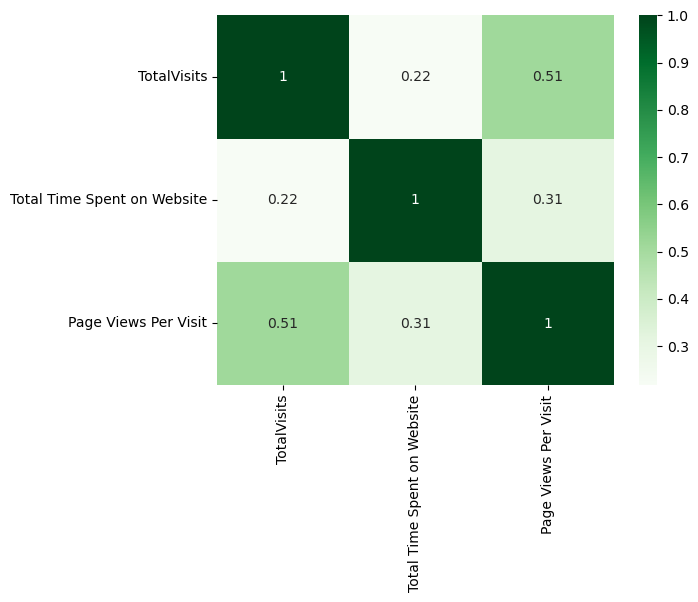 1.0
TotalVisits 1 0.22 0.51
0.9
0.8
0.7
Total Time Spent on Website 0.22 1 0.31
0.6
0.5
Page Views Per Visit 0.51 0.31 1
0.4
0.3
TotalVisits
Total Time Spent on Website
Page Views Per Visit